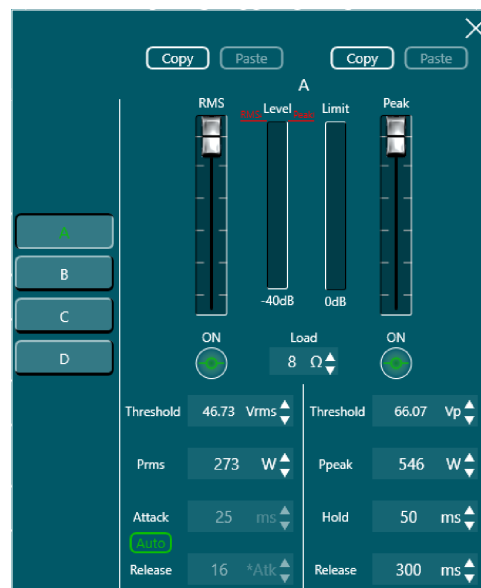 Copy Paste Copy Paste
A
RMS Level Limit Peak
RMS Peak
A
B
C
D
-40dB 0dB
ON Load ON
8 Ω
Threshold 46.73 Vrms Threshold 66.07 Vp
Prms 273 W Ppeak 546 W
Attack 25 ms Hold 50 ms
Auto
Release 16 *Atk Release 300 ms